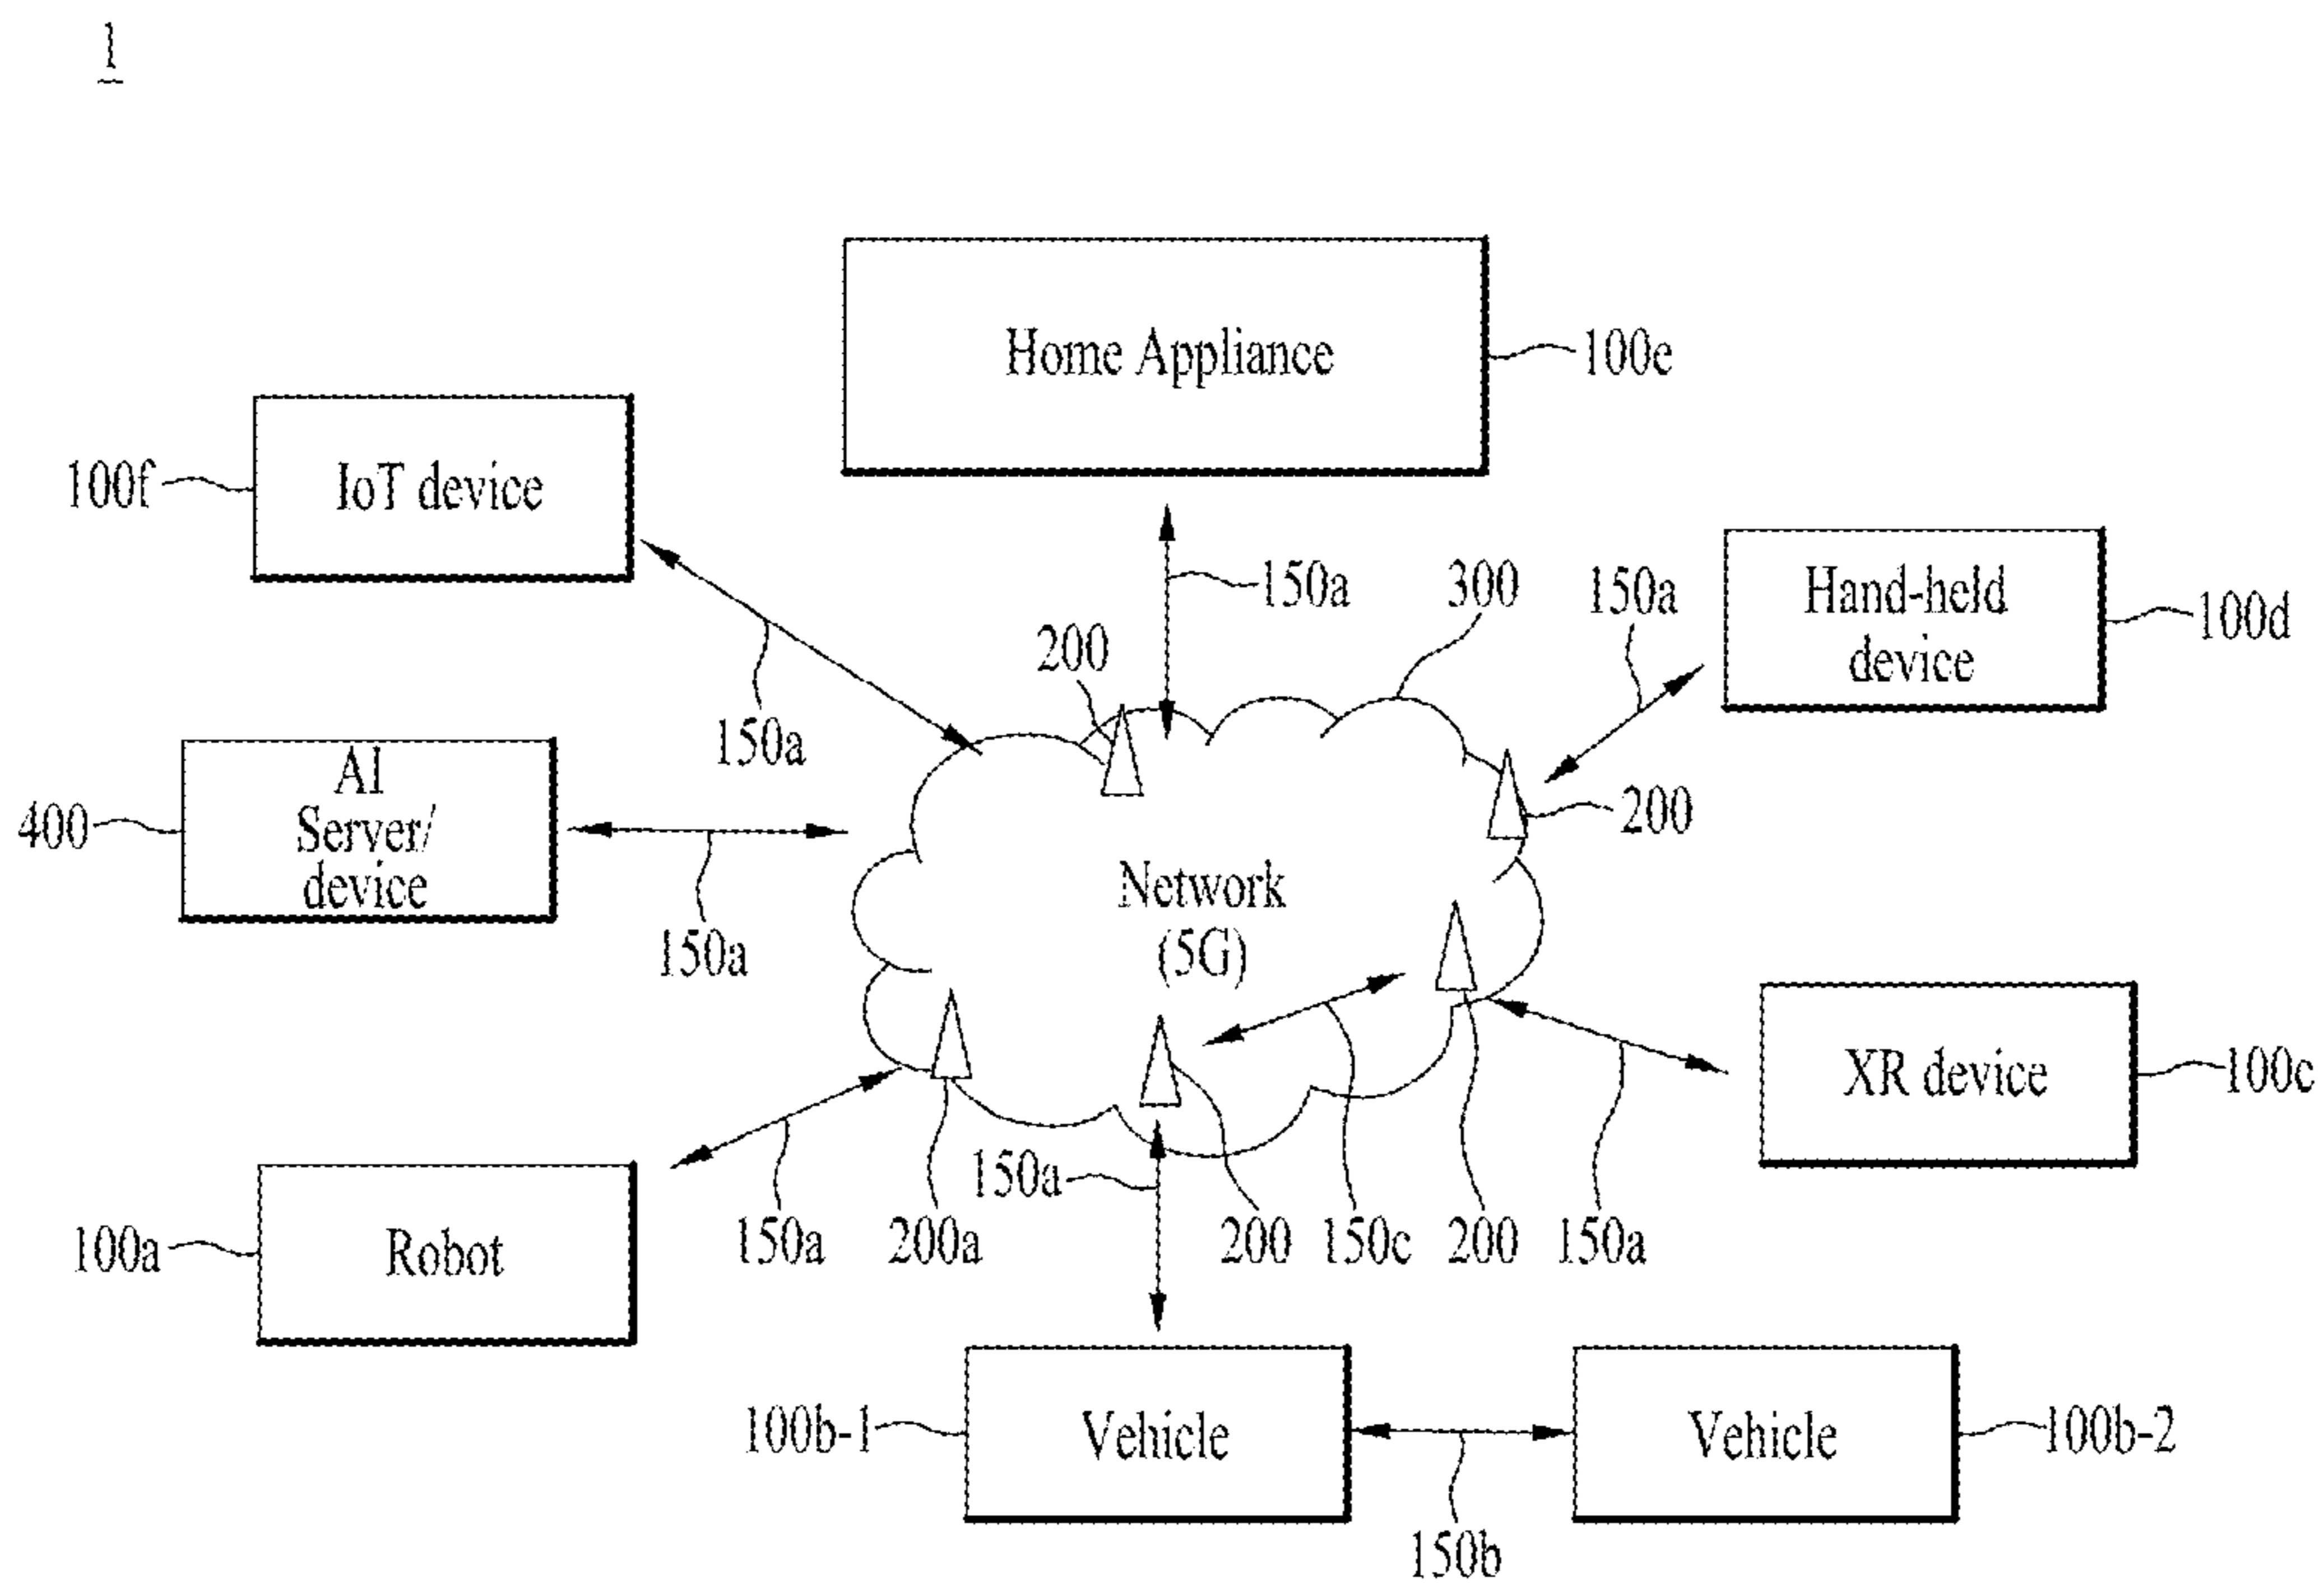 1
Home Appliance
100e
IoT device
100f
150a
300
150a
Hand-held
device
100d
200
150a
AI
Server/
device
400
200
150a
Network
(5G)
XR device
100c
150a
Robot
100a
150a
200a
200
150c
200
150a
100b-1
Vehicle
Vehicle
100b-2
150b